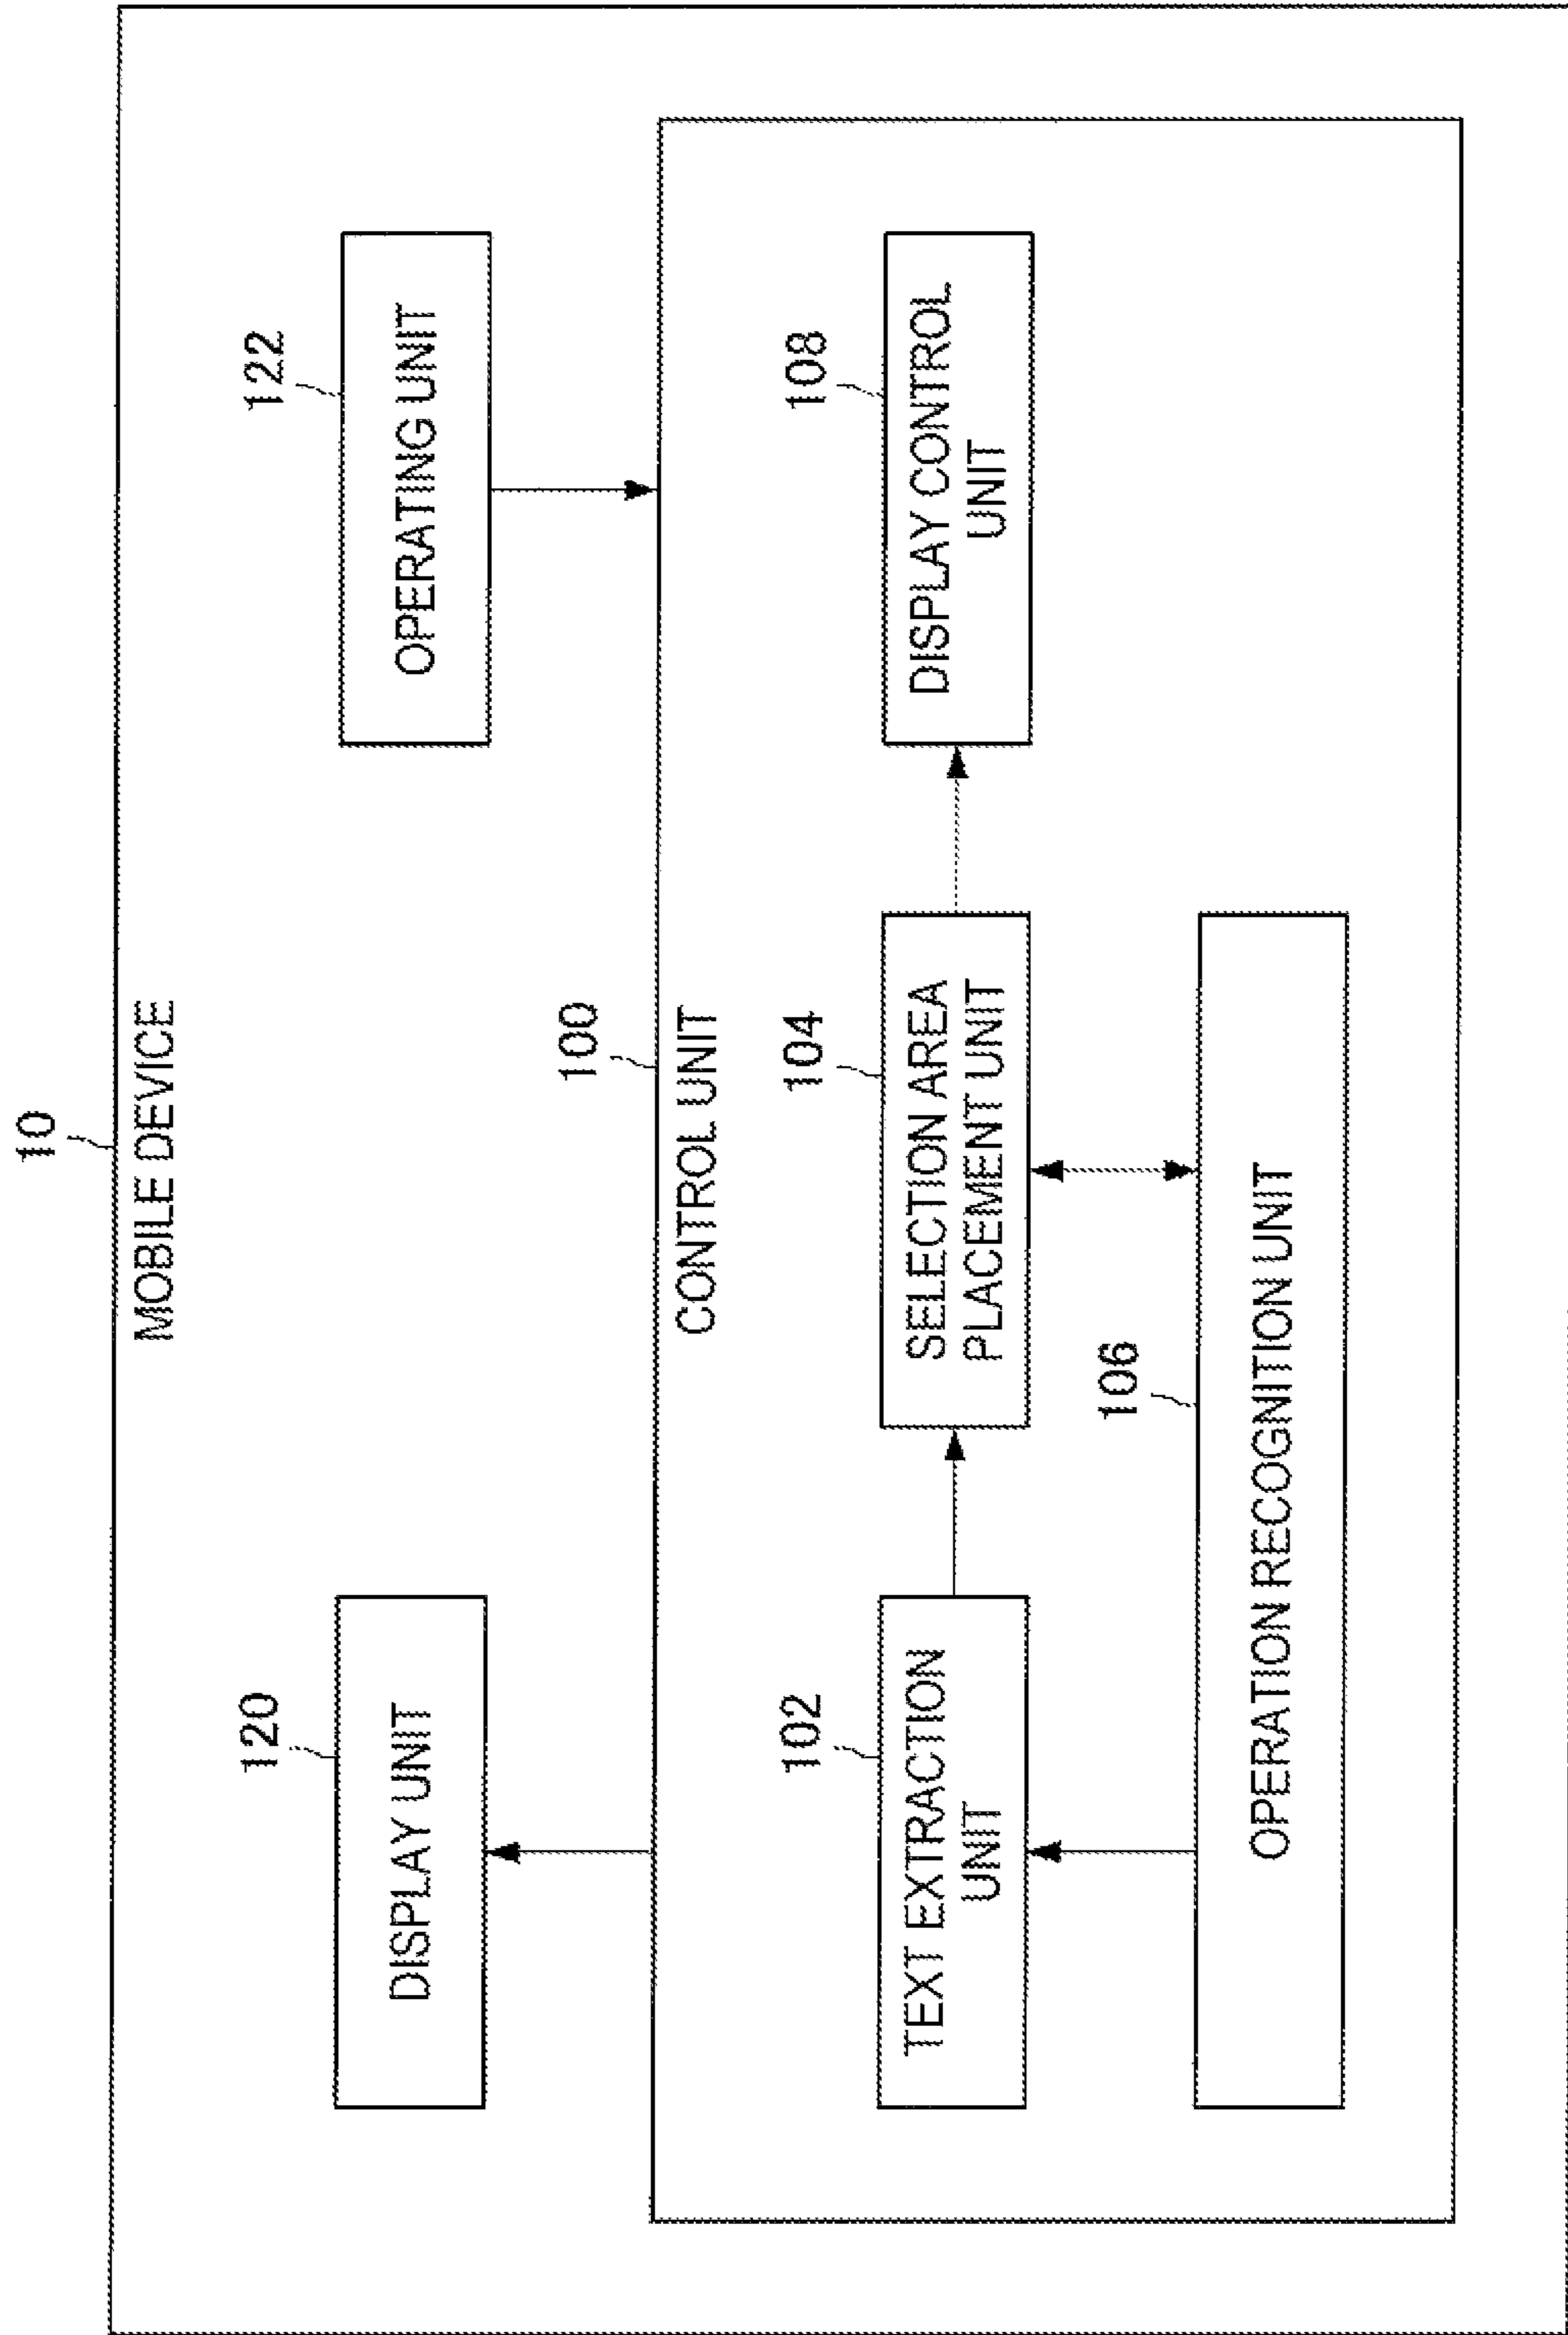 10
MOBILE DEVICE
120
DISPLAY UNIT
122
OPERATING UNIT
100
CONTROL UNIT
102
TEXT EXTRACTION
UNIT
104
SELECTION AREA
PLACEMENT UNIT
108
DISPLAY CONTROL
UNIT
106
OPERATION RECOGNITION UNIT